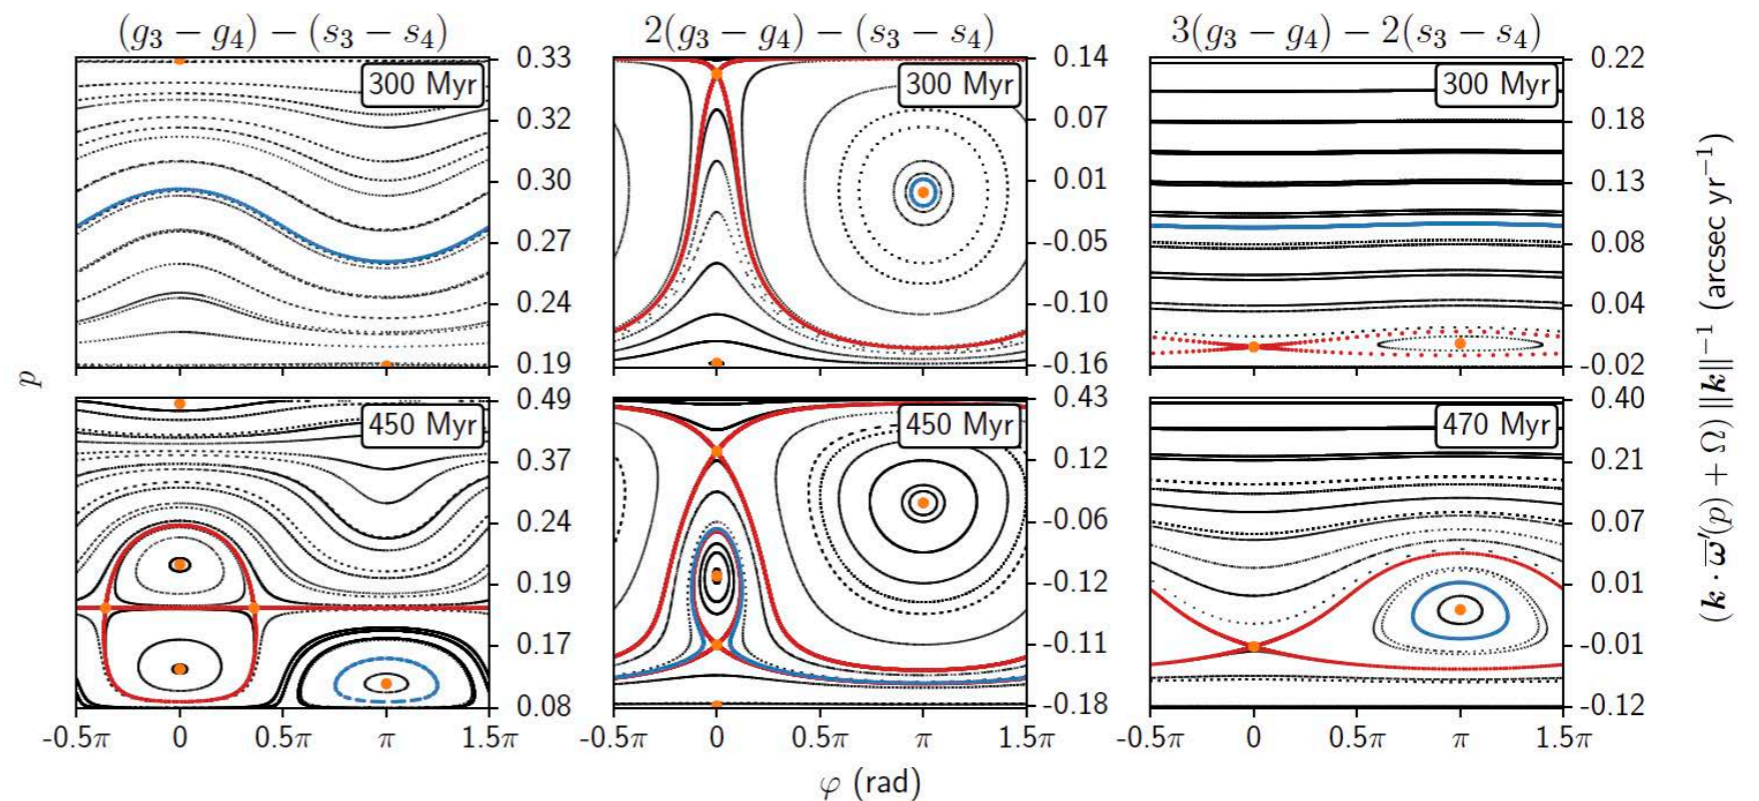 (g₃ − g₄) − (s₃ − s₄)
2(g₃ − g₄) − (s₃ − s₄)
3(g₃ − g₄) − 2(s₃ − s₄)
300 Myr
0.33
0.32
0.30
0.27
0.24
0.19
300 Myr
0.14
0.07
0.01
-0.05
-0.10
-0.16
300 Myr
0.22
0.18
0.13
0.08
0.04
-0.02
p
450 Myr
0.49
0.37
0.24
0.19
0.17
0.08
-0.5π 0 0.5π π 1.5π
450 Myr
0.43
0.12
-0.06
-0.12
-0.11
-0.18
-0.5π 0 0.5π π 1.5π
470 Myr
0.40
0.21
0.07
0.01
-0.01
-0.12
-0.5π 0 0.5π π 1.5π
φ (rad)
(k · ω̅′(p) + Ω) ‖k‖⁻¹ (arcsec yr⁻¹)